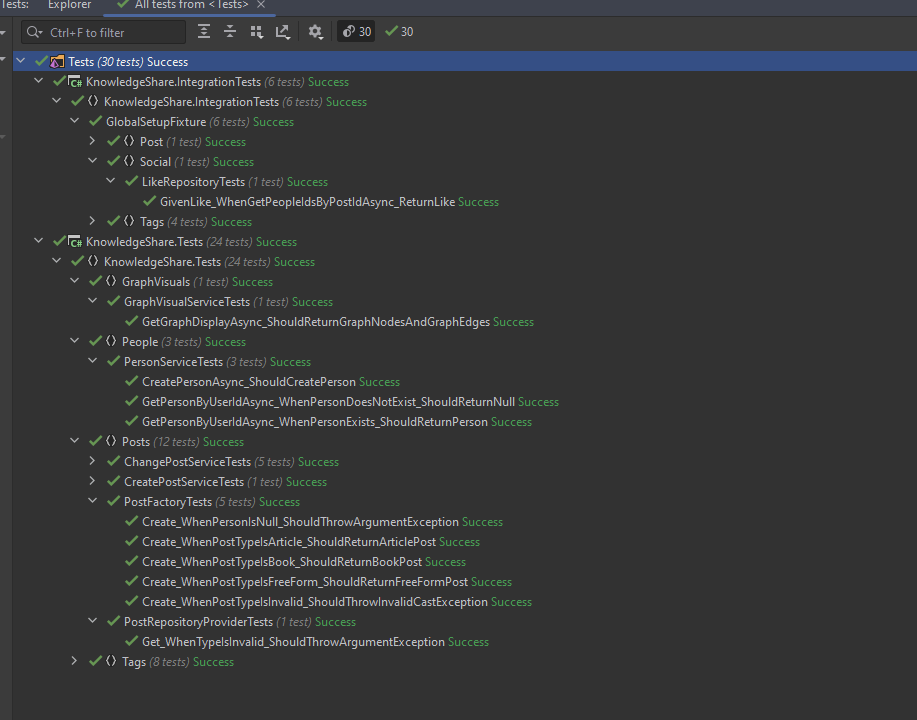 Tests: Explorer All tests from <Tests> ×
Ctrl+F to filter 30 30
Tests (30 tests) Success
C# KnowledgeShare.IntegrationTests (6 tests) Success
KnowledgeShare.IntegrationTests (6 tests) Success
GlobalSetupFixture (6 tests) Success
Post (1 test) Success
Social (1 test) Success
LikeRepositoryTests (1 test) Success
GivenLike_WhenGetPeopleIdsByPostIdAsync_ReturnLike Success
Tags (4 tests) Success
C# KnowledgeShare.Tests (24 tests) Success
KnowledgeShare.Tests (24 tests) Success
GraphVisuals (1 test) Success
GraphVisualServiceTests (1 test) Success
GetGraphDisplayAsync_ShouldReturnGraphNodesAndGraphEdges Success
People (3 tests) Success
PersonServiceTests (3 tests) Success
CreatePersonAsync_ShouldCreatePerson Success
GetPersonByUserIdAsync_WhenPersonDoesNotExist_ShouldReturnNull Success
GetPersonByUserIdAsync_WhenPersonExists_ShouldReturnPerson Success
Posts (12 tests) Success
ChangePostServiceTests (5 tests) Success
CreatePostServiceTests (1 test) Success
PostFactoryTests (5 tests) Success
Create_WhenPersonIsNull_ShouldThrowArgumentException Success
Create_WhenPostTypeIsArticle_ShouldReturnArticlePost Success
Create_WhenPostTypeIsBook_ShouldReturnBookPost Success
Create_WhenPostTypeIsFreeForm_ShouldReturnFreeFormPost Success
Create_WhenPostTypeIsInvalid_ShouldThrowInvalidCastException Success
PostRepositoryProviderTests (1 test) Success
Get_WhenTypeIsInvalid_ShouldThrowArgumentException Success
Tags (8 tests) Success